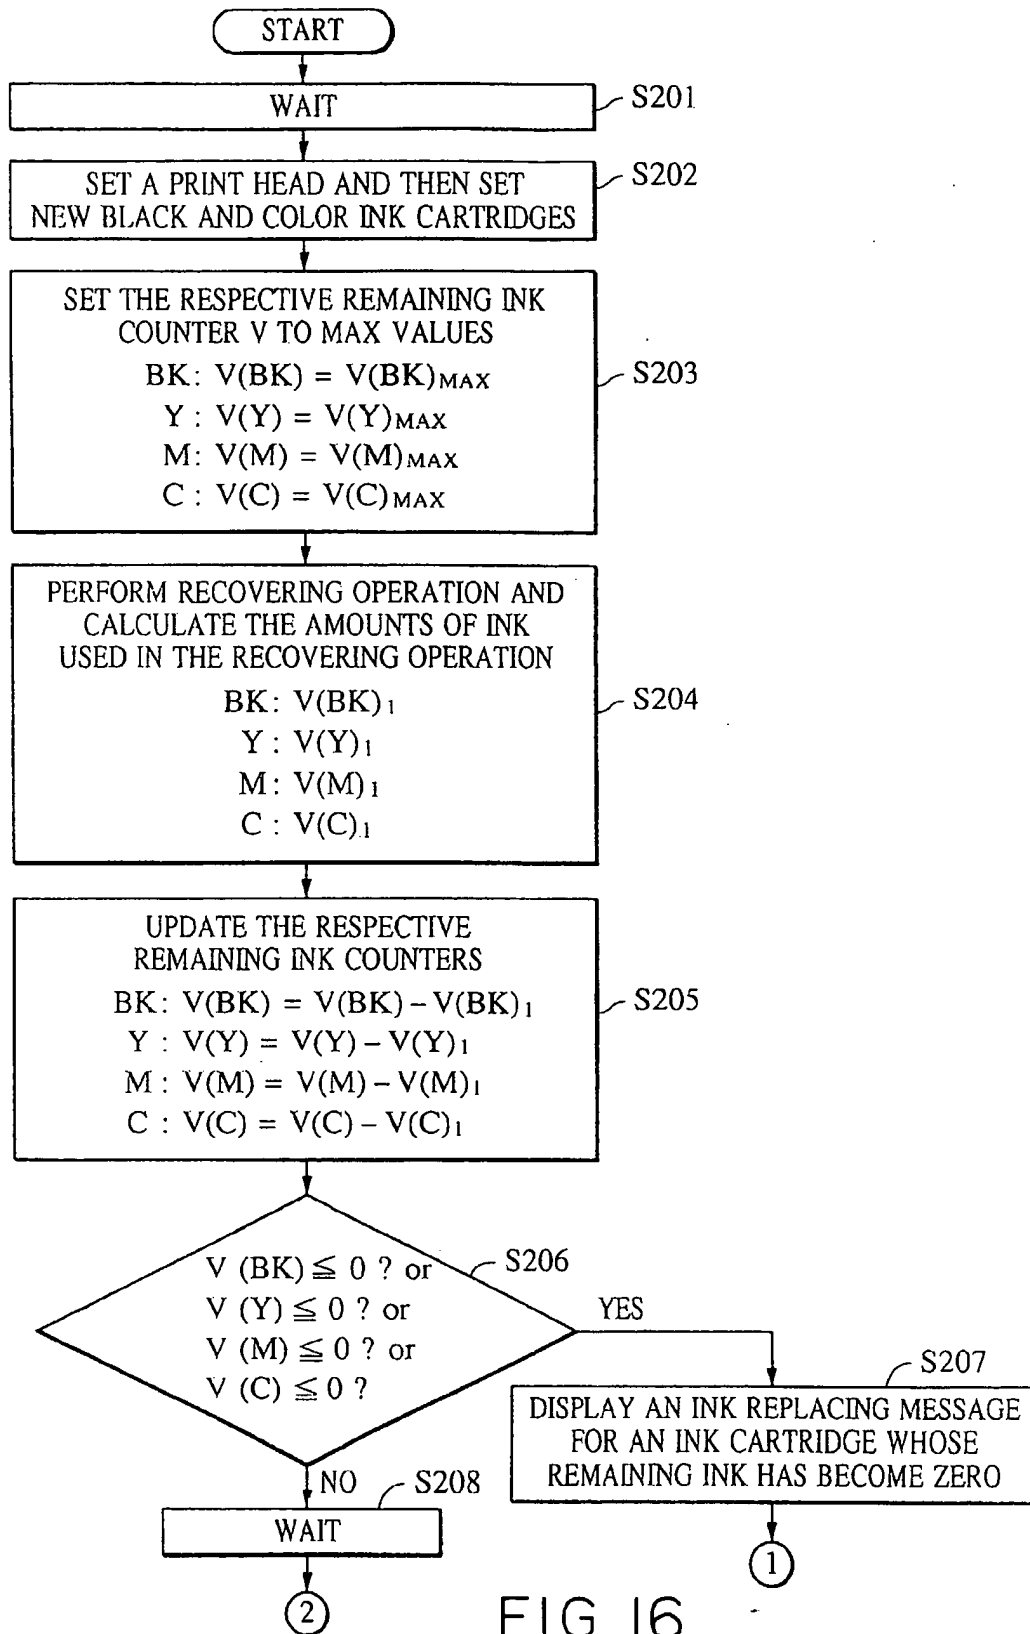 START
WAIT
S201
SET A PRINT HEAD AND THEN SET
NEW BLACK AND COLOR INK CARTRIDGES
S202
SET THE RESPECTIVE REMAINING INK
COUNTER V TO MAX VALUES
BK: V(BK) = V(BK)MAX
Y : V(Y) = V(Y)MAX
M: V(M) = V(M)MAX
C : V(C) = V(C)MAX
S203
PERFORM RECOVERING OPERATION AND
CALCULATE THE AMOUNTS OF INK
USED IN THE RECOVERING OPERATION
BK: V(BK)1
Y : V(Y)1
M: V(M)1
C : V(C)1
S204
UPDATE THE RESPECTIVE
REMAINING INK COUNTERS
BK: V(BK) = V(BK) – V(BK)1
Y : V(Y) = V(Y) – V(Y)1
M : V(M) = V(M) – V(M)1
C : V(C) = V(C) – V(C)1
S205
V (BK) ≦ 0 ? or
V (Y) ≦ 0 ? or
V (M) ≦ 0 ? or
V (C) ≦ 0 ?
S206
YES
S207
DISPLAY AN INK REPLACING MESSAGE
FOR AN INK CARTRIDGE WHOSE
REMAINING INK HAS BECOME ZERO
NO
S208
WAIT
1
2
FIG 16